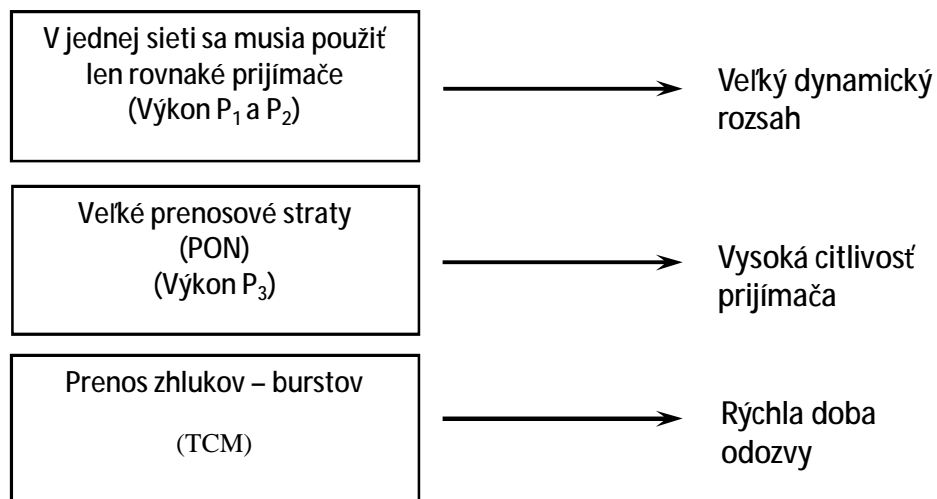 V jednej sieti sa musia použiť
len rovnaké prijímače
(Výkon P₁ a P₂)
Veľký dynamický
rozsah
Veľké prenosové straty
(PON)
(Výkon P₃)
Vysoká citlivosť
prijímača
Prenos zhlukov – burstov
(TCM)
Rýchla doba
odozvy